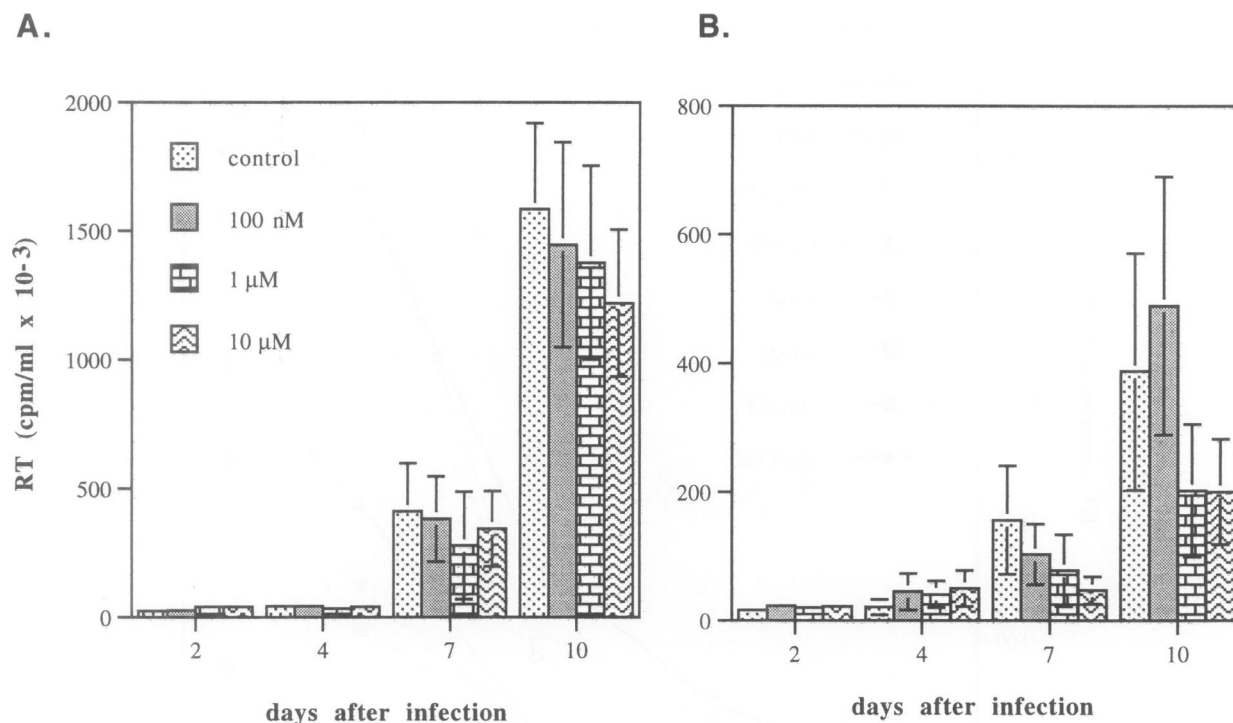 A.
B.
RT (cpm/ml x 10-3)
2000
1500
1000
500
0
control
100 nM
1 µM
10 µM
2 4 7 10
days after infection
800
600
400
200
0
2 4 7 10
days after infection